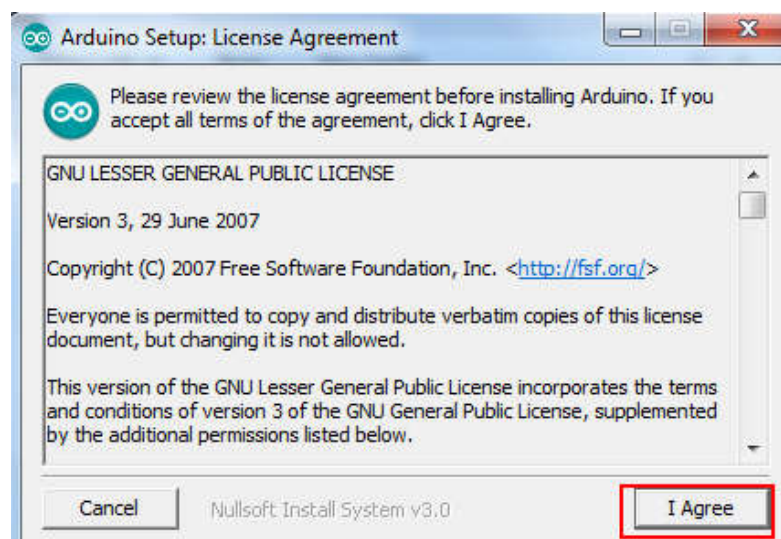 Arduino Setup: License Agreement
Please review the license agreement before installing Arduino. If you
accept all terms of the agreement, click I Agree.
GNU LESSER GENERAL PUBLIC LICENSE
Version 3, 29 June 2007
Copyright (C) 2007 Free Software Foundation, Inc. <http://fsf.org/>
Everyone is permitted to copy and distribute verbatim copies of this license
document, but changing it is not allowed.
This version of the GNU Lesser General Public License incorporates the terms
and conditions of version 3 of the GNU General Public License, supplemented
by the additional permissions listed below.
Cancel
Nullsoft Install System v3.0
I Agree